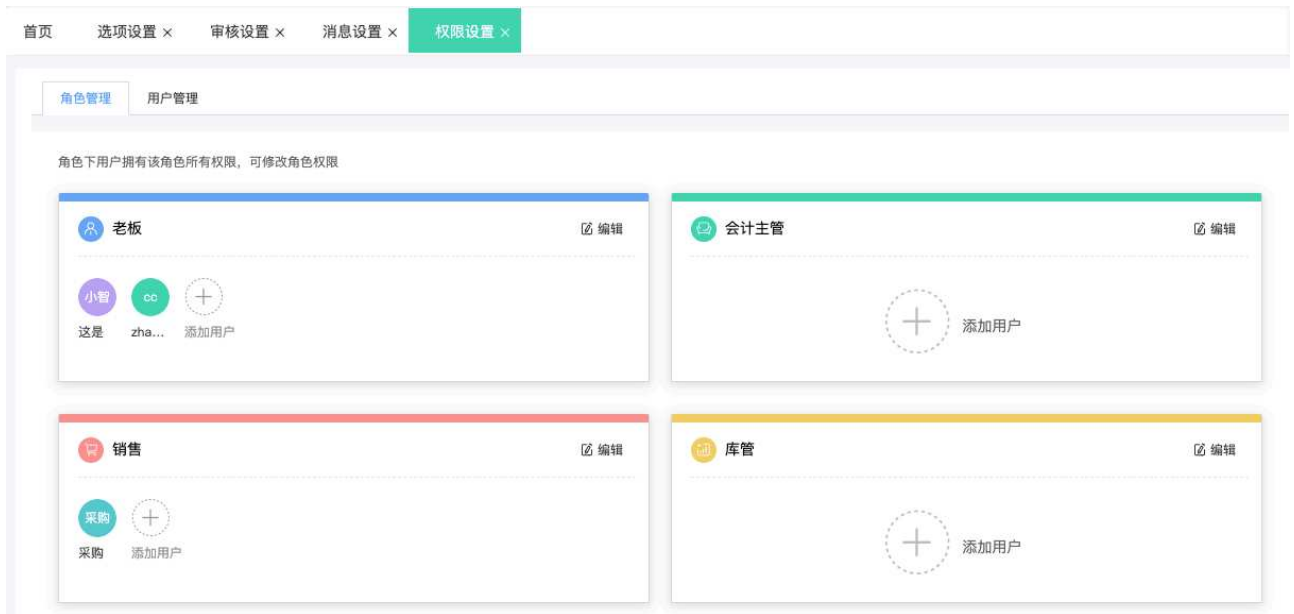 首页 选项设置 × 审核设置 × 消息设置 × 权限设置 ×
角色管理 用户管理
角色下用户拥有该角色所有权限，可修改角色权限
老板 编辑 会计主管 编辑
小智 cc
这是 zha... 添加用户 添加用户
销售 编辑 库管 编辑
采购
采购 添加用户 添加用户